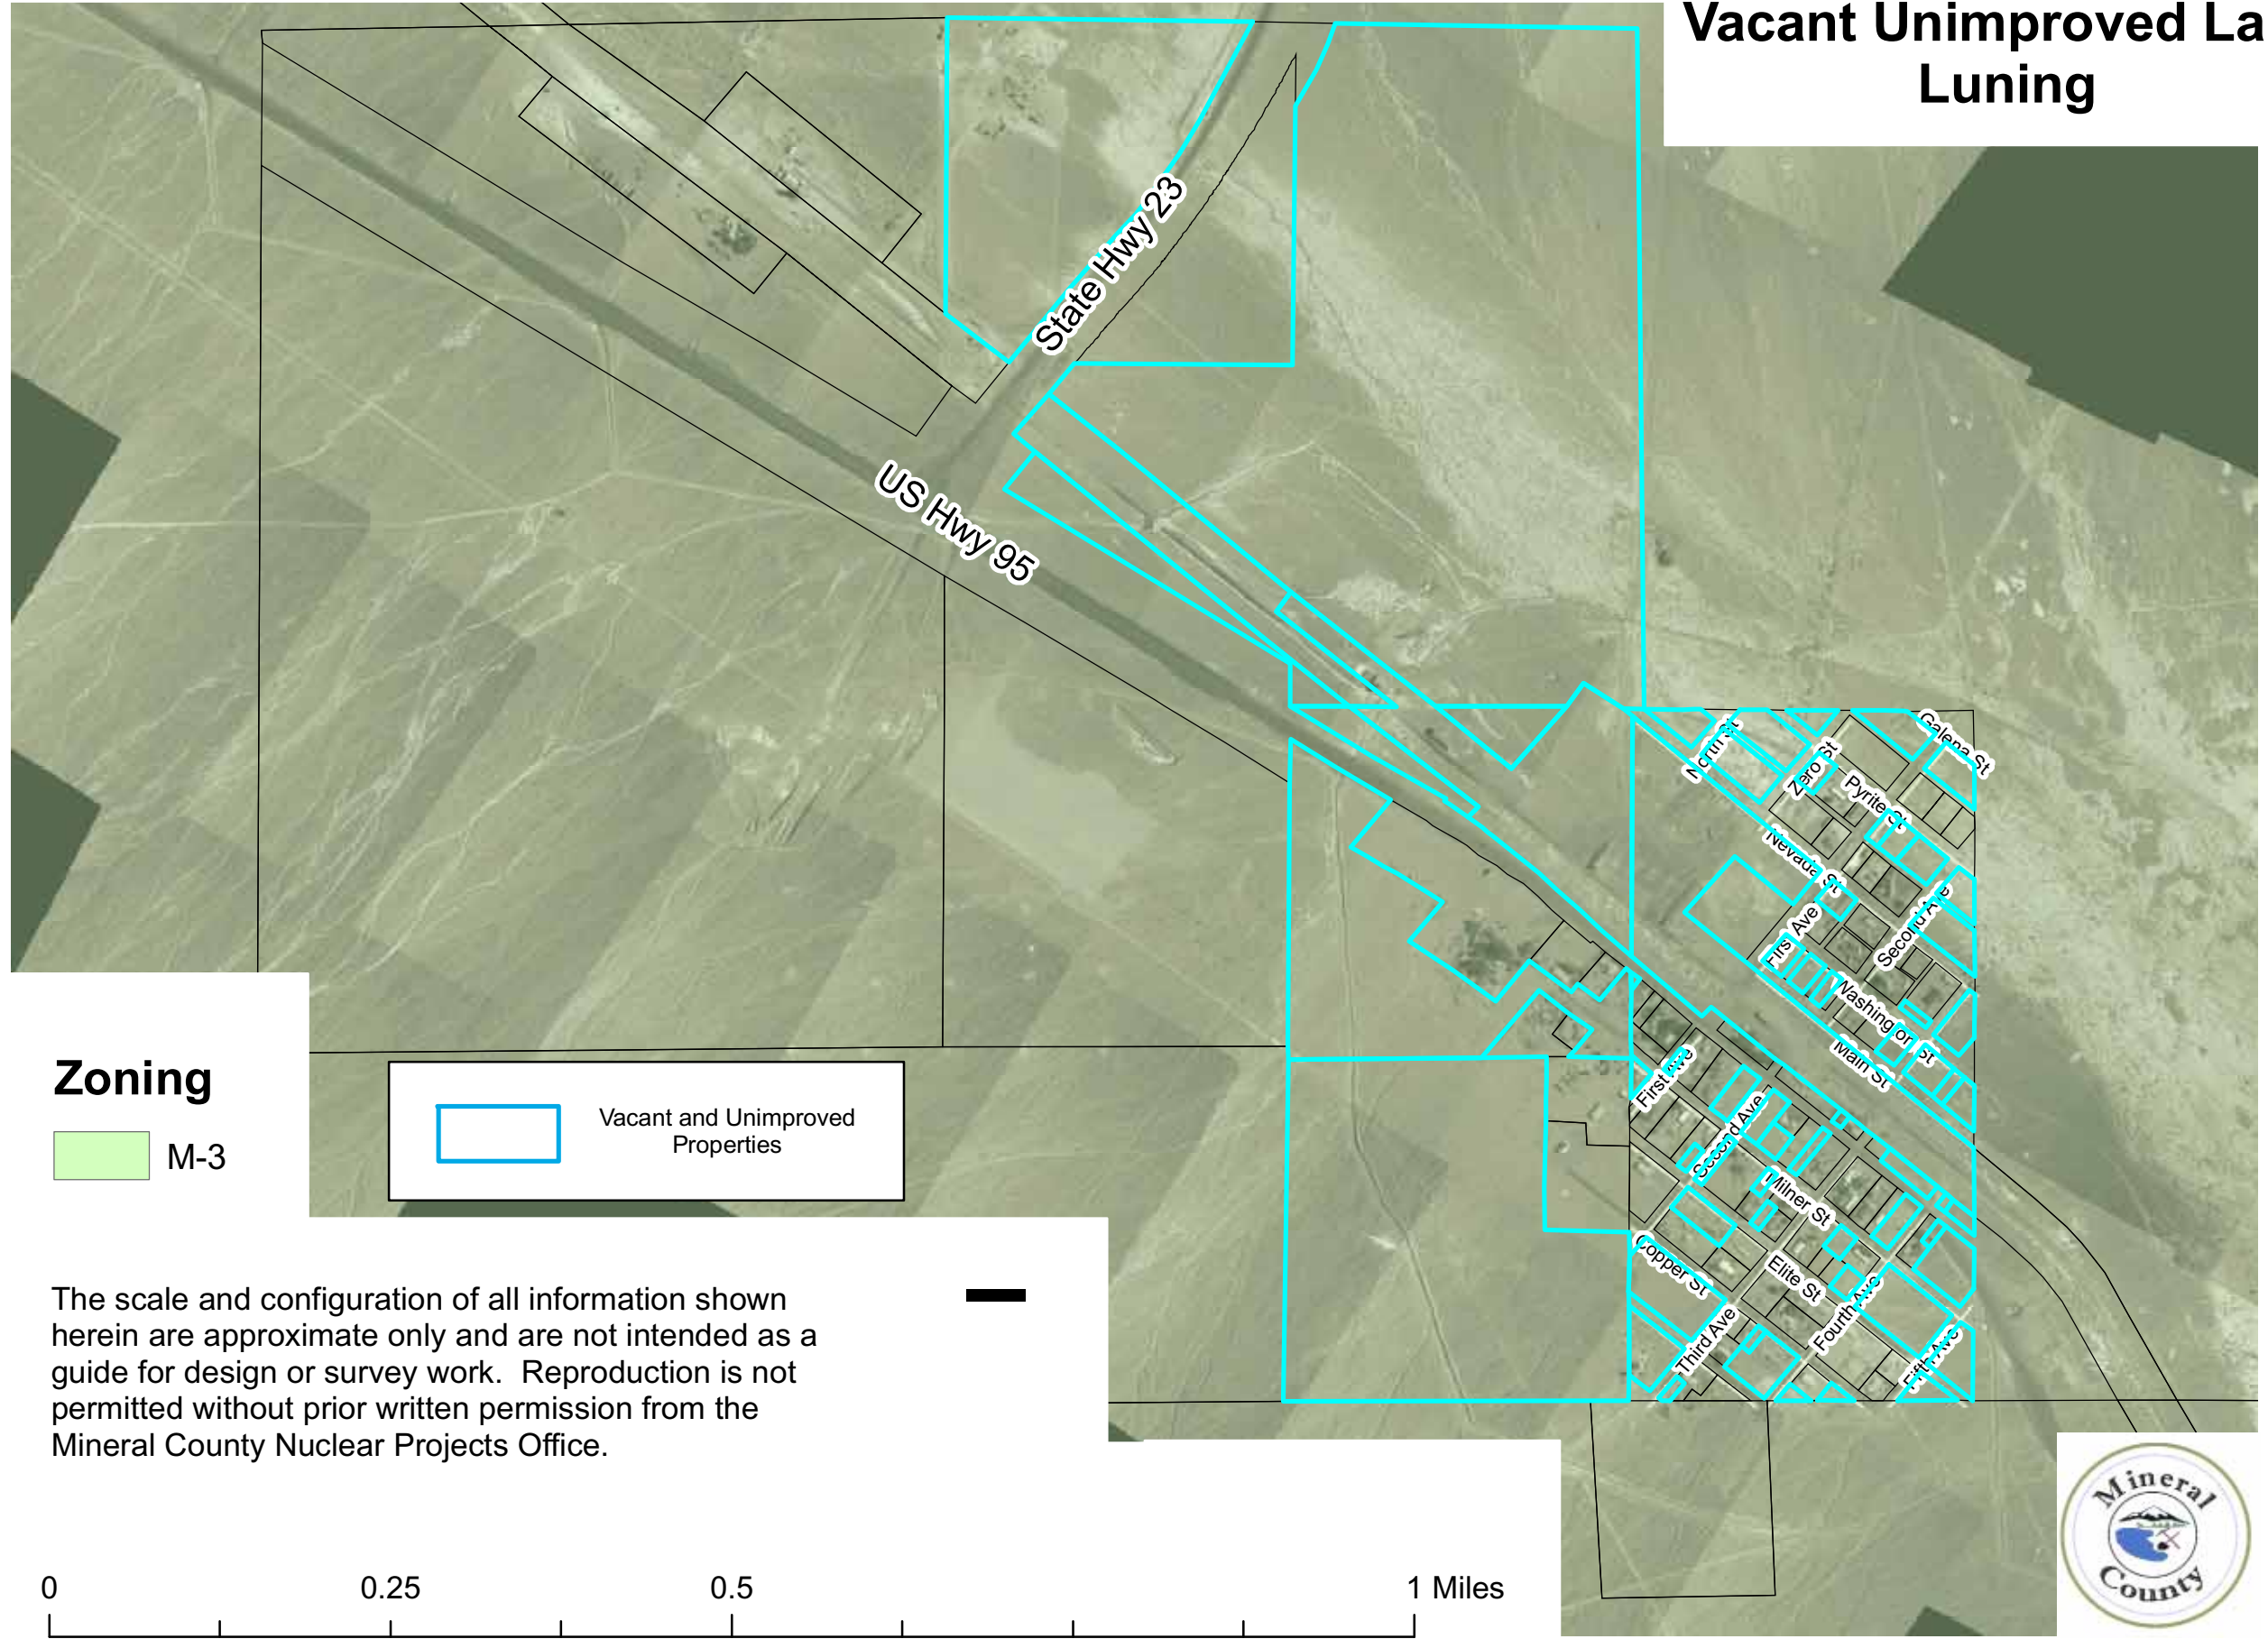 Vacant Unimproved La
Luning
State Hwy 23
US Hwy 95
Galena St
North St
Zero St
Pyrite St
Nevada St
First Ave
Second Ave
Washington St
Main St
First Ave
Second Ave
Milner St
Copper St
Elite St
Third Ave
Fourth Ave
Fifth Ave
Zoning
M-3
Vacant and Unimproved
Properties
The scale and configuration of all information shown
herein are approximate only and are not intended as a
guide for design or survey work. Reproduction is not
permitted without prior written permission from the
Mineral County Nuclear Projects Office.
0 0.25 0.5 1 Miles
Mineral
County